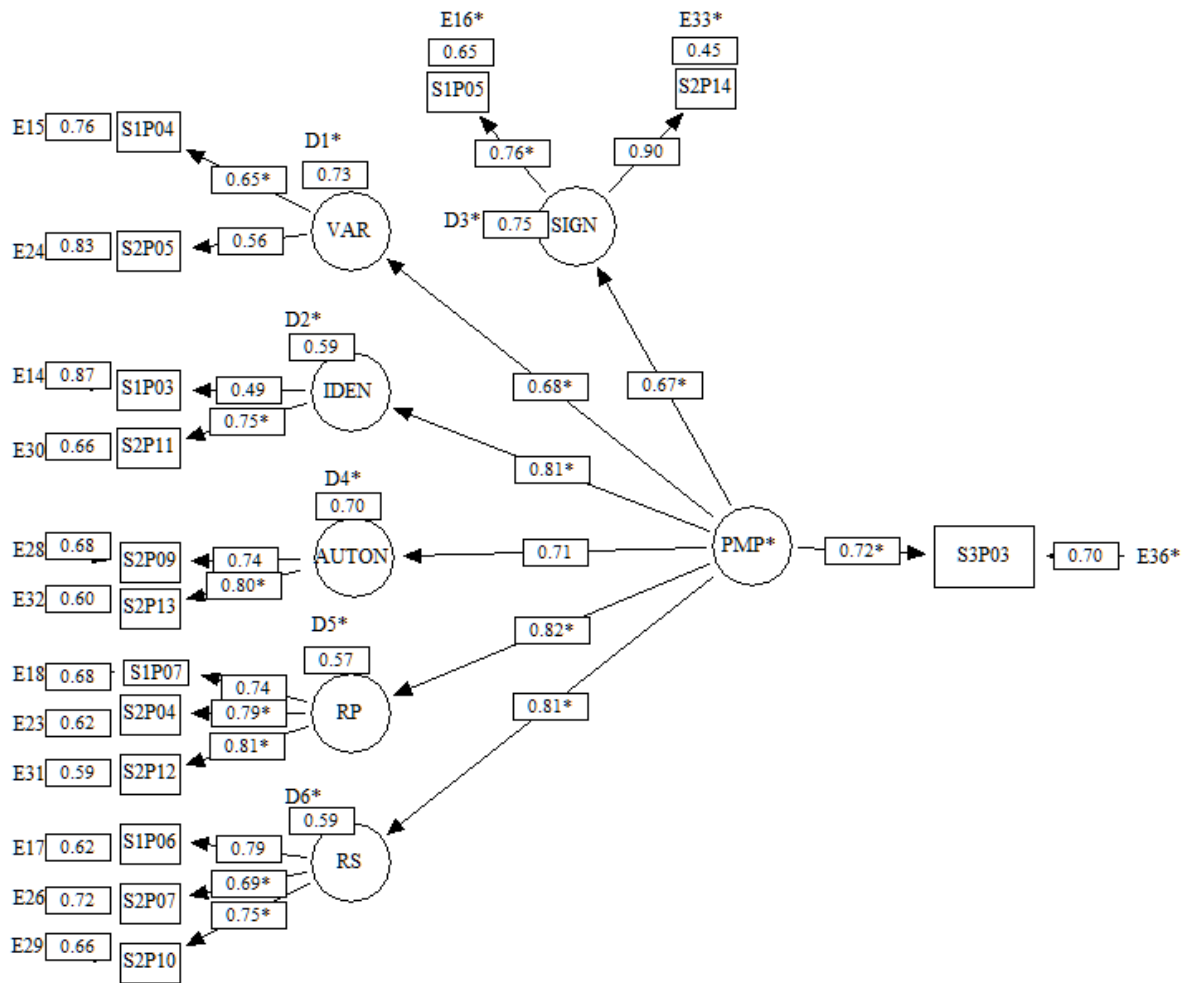 E16*
E33*
0.65
0.45
S1P05
S2P14
E15
0.76
S1P04
D1*
0.73
0.65*
0.76*
0.90
VAR
D3*
0.75
SIGN
E24
0.83
S2P05
0.56
D2*
0.59
E14
0.87
S1P03
0.49
IDEN
0.68*
0.67*
0.75*
E30
0.66
S2P11
0.81*
D4*
0.70
E28
0.68
S2P09
0.74
AUTON
0.71
PMP*
0.72*
S3P03
0.70
E36*
0.80*
E32
0.60
S2P13
D5*
0.82*
0.57
E18
0.68
S1P07
0.74
E23
0.62
S2P04
0.79*
RP
0.81*
0.81*
E31
0.59
S2P12
D6*
0.59
E17
0.62
S1P06
0.79
RS
0.69*
E26
0.72
S2P07
0.75*
E29
0.66
S2P10